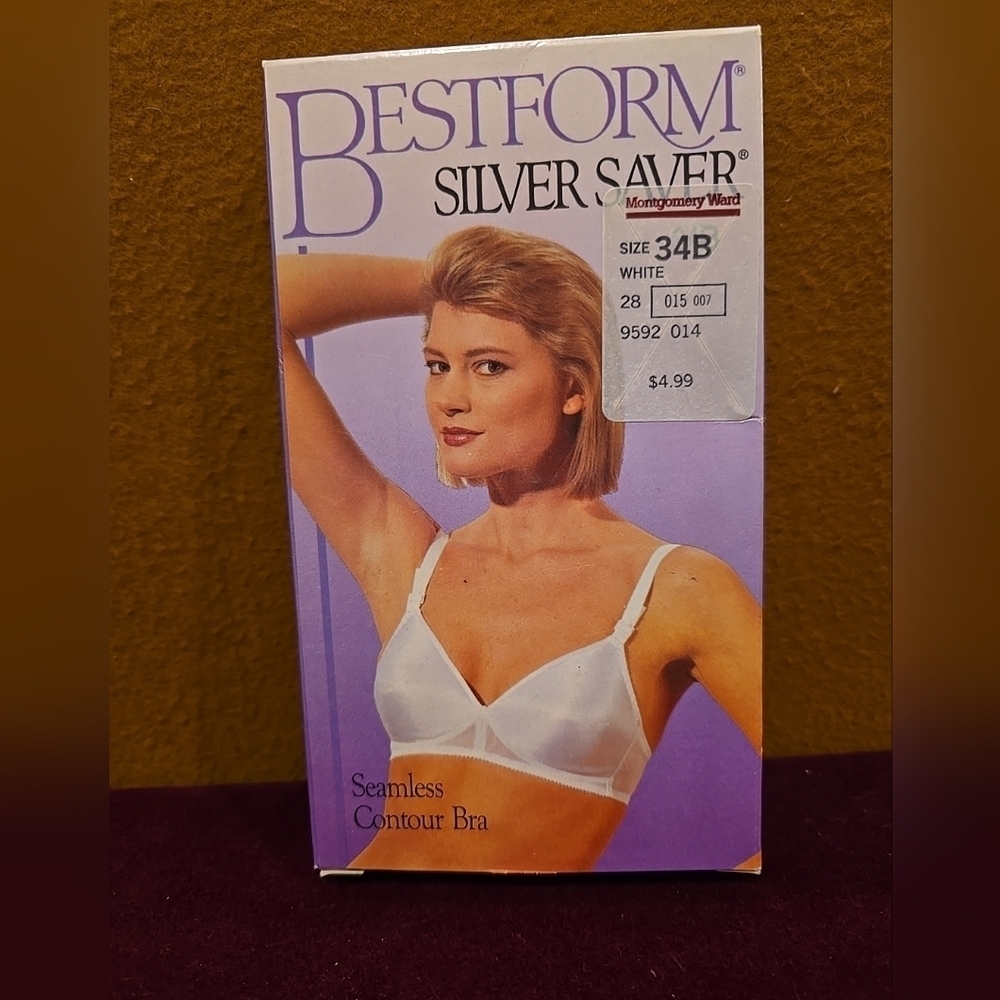 BESTFORM®
SILVER SAVER®
Montgomery Ward
SIZE 34B
WHITE
28 015 007
9592 014
$4.99
Seamless
Contour Bra